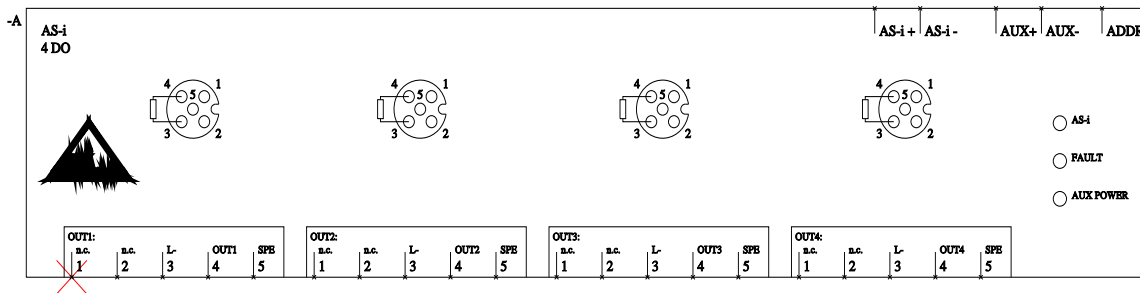 -A
AS-i
4 DO
AS-i + AS-i - AUX+ AUX- ADDR
4 5 1
3 2
4 5 1
3 2
4 5 1
3 2
4 5 1
3 2
AS-i
FAULT
AUX POWER
OUT1:
n.c. n.c. L- OUT1 SPE
1 2 3 4 5
OUT2:
n.c. n.c. L- OUT2 SPE
1 2 3 4 5
OUT3:
n.c. n.c. L- OUT3 SPE
1 2 3 4 5
OUT4:
n.c. n.c. L- OUT4 SPE
1 2 3 4 5